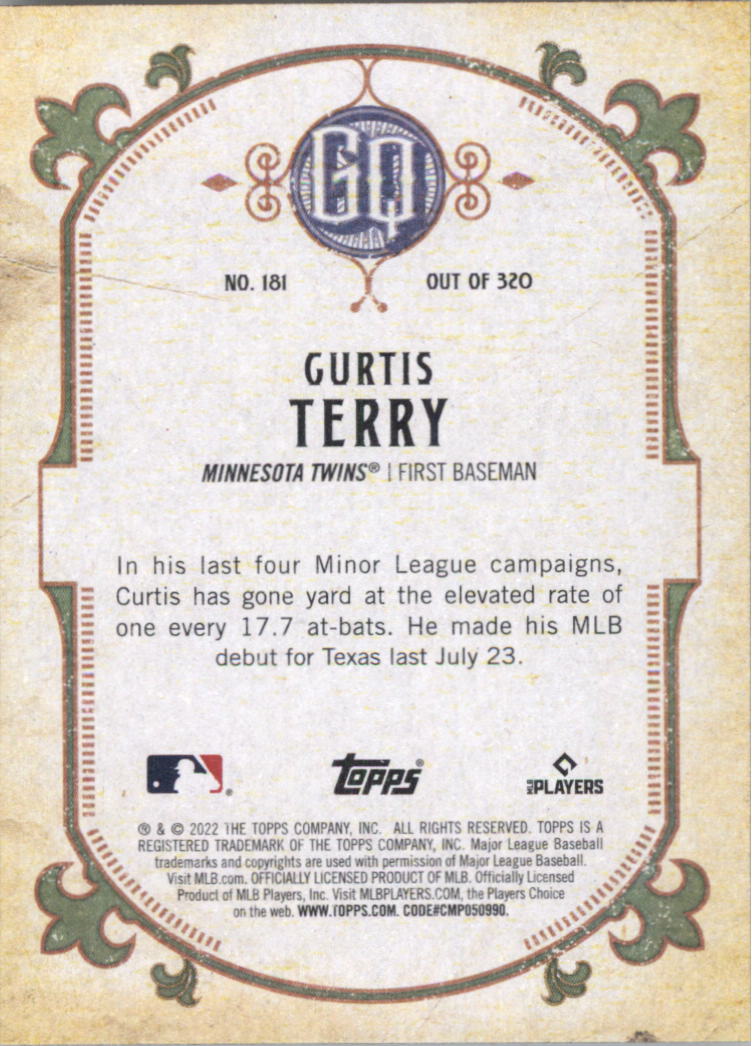 GQ
NO. 181 OUT OF 320
CURTIS
TERRY
MINNESOTA TWINS® | FIRST BASEMAN
In his last four Minor League campaigns,
Curtis has gone yard at the elevated rate of
one every 17.7 at-bats. He made his MLB
debut for Texas last July 23.
® topps® MLB PLAYERS
® & © 2022 THE TOPPS COMPANY, INC. ALL RIGHTS RESERVED. TOPPS IS A
REGISTERED TRADEMARK OF THE TOPPS COMPANY, INC. Major League Baseball
trademarks and copyrights are used with permission of Major League Baseball.
Visit MLB.com. OFFICIALLY LICENSED PRODUCT OF MLB. Officially Licensed
Product of MLB Players, Inc. Visit MLBPLAYERS.COM, the Players Choice
on the web. WWW.TOPPS.COM. CODE#CMP050990.